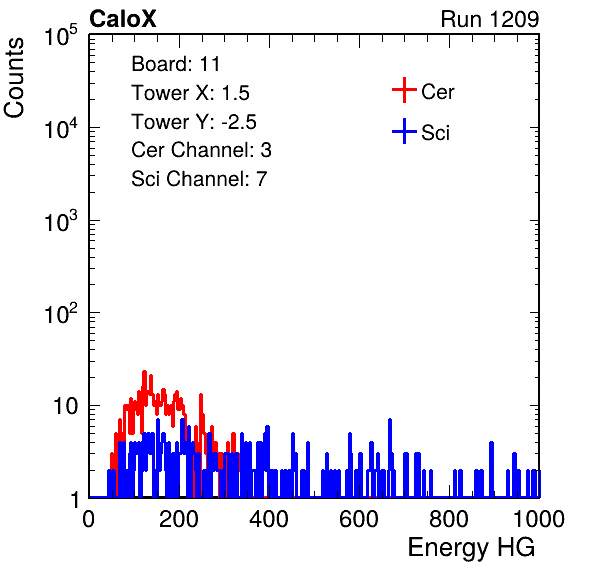 CaloX Run 1209
Counts
10^5
10^4
10^3
10^2
10
1
Board: 11
Tower X: 1.5
Tower Y: -2.5
Cer Channel: 3
Sci Channel: 7
Cer
Sci
0 200 400 600 800 1000
Energy HG